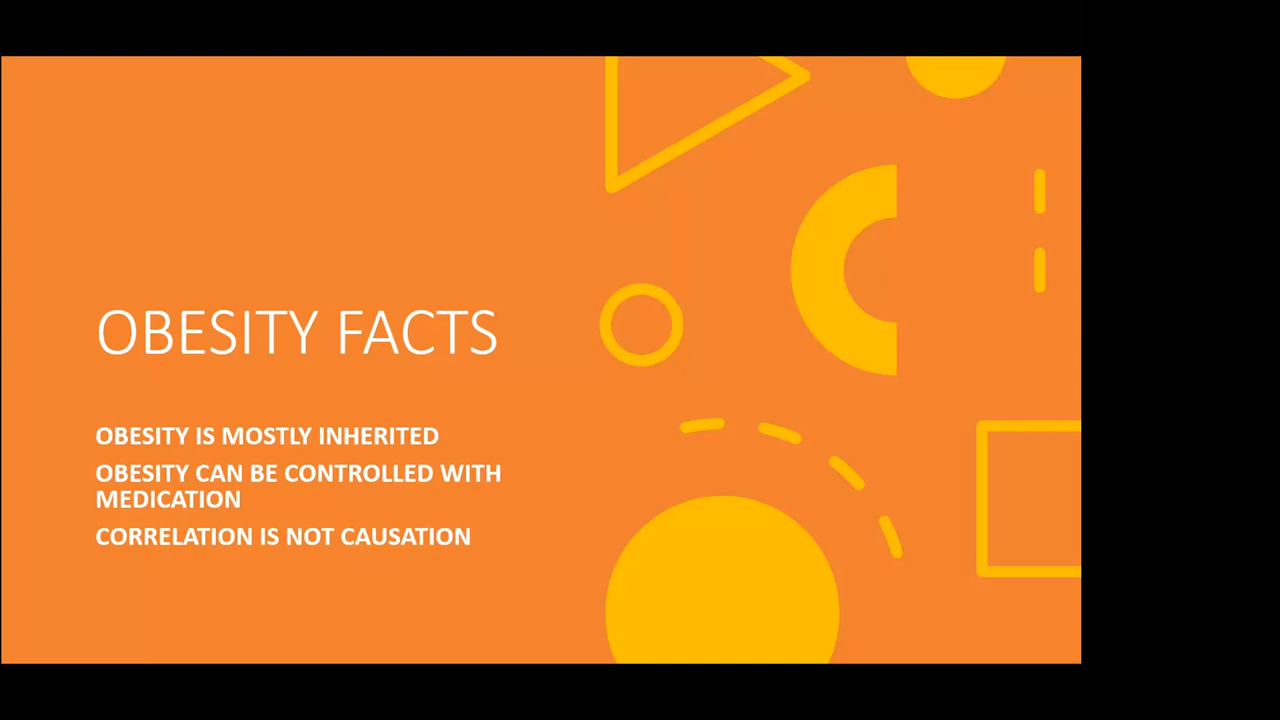 OBESITY FACTS
OBESITY IS MOSTLY INHERITED
OBESITY CAN BE CONTROLLED WITH
MEDICATION
CORRELATION IS NOT CAUSATION